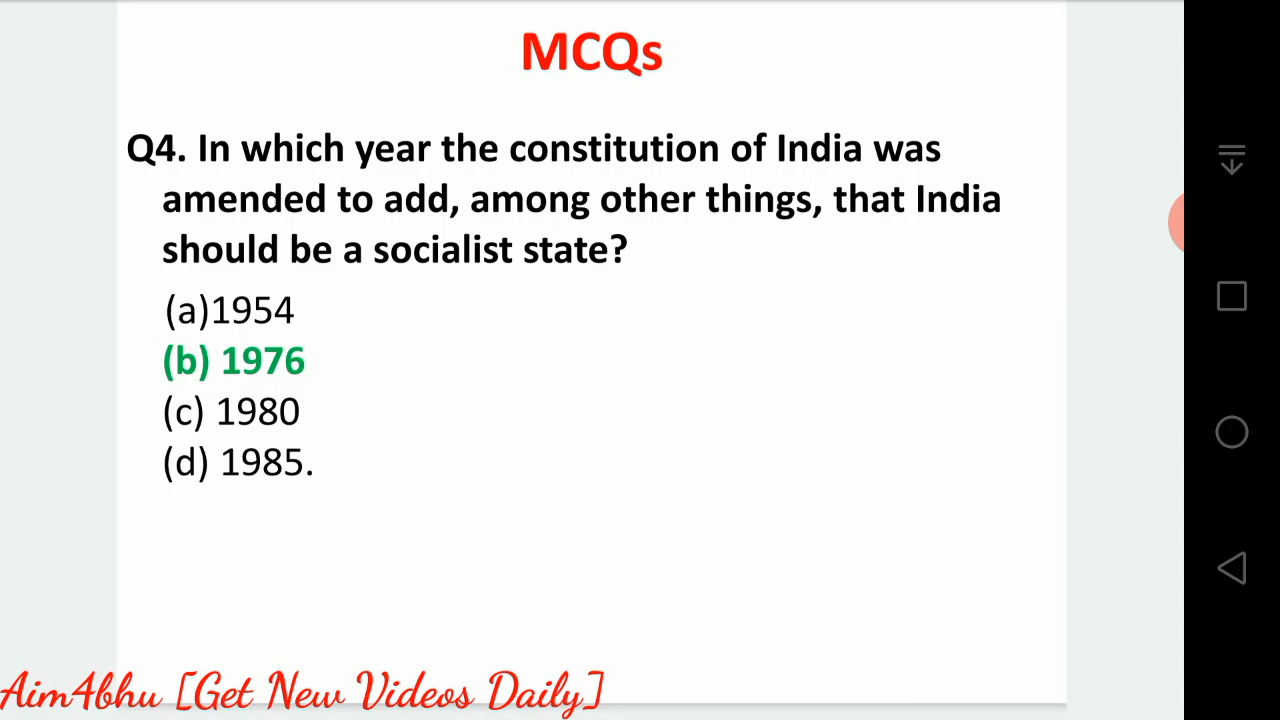 MCQs
Q4. In which year the constitution of India was
amended to add, among other things, that India
should be a socialist state?
(a)1954
(b) 1976
(c) 1980
(d) 1985.
Aim4bhu [Get New Videos Daily]